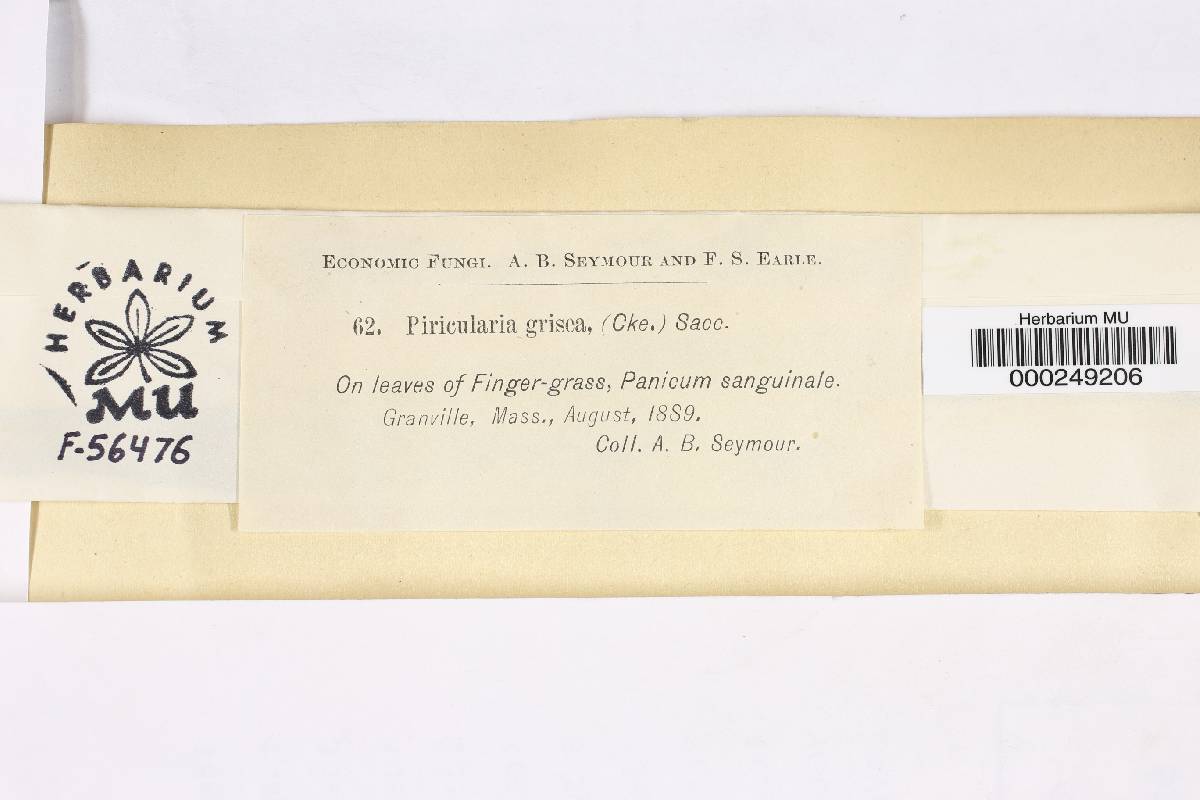 HERBARIUM
MU
F-56476
ECONOMIC FUNGI. A. B. SEYMOUR AND F. S. EARLE.
62. Piricularia grisea, (Cke.) Sacc.
On leaves of Finger-grass, Panicum sanguinale.
Granville, Mass., August, 1889.
Coll. A. B. Seymour.
Herbarium MU
000249206